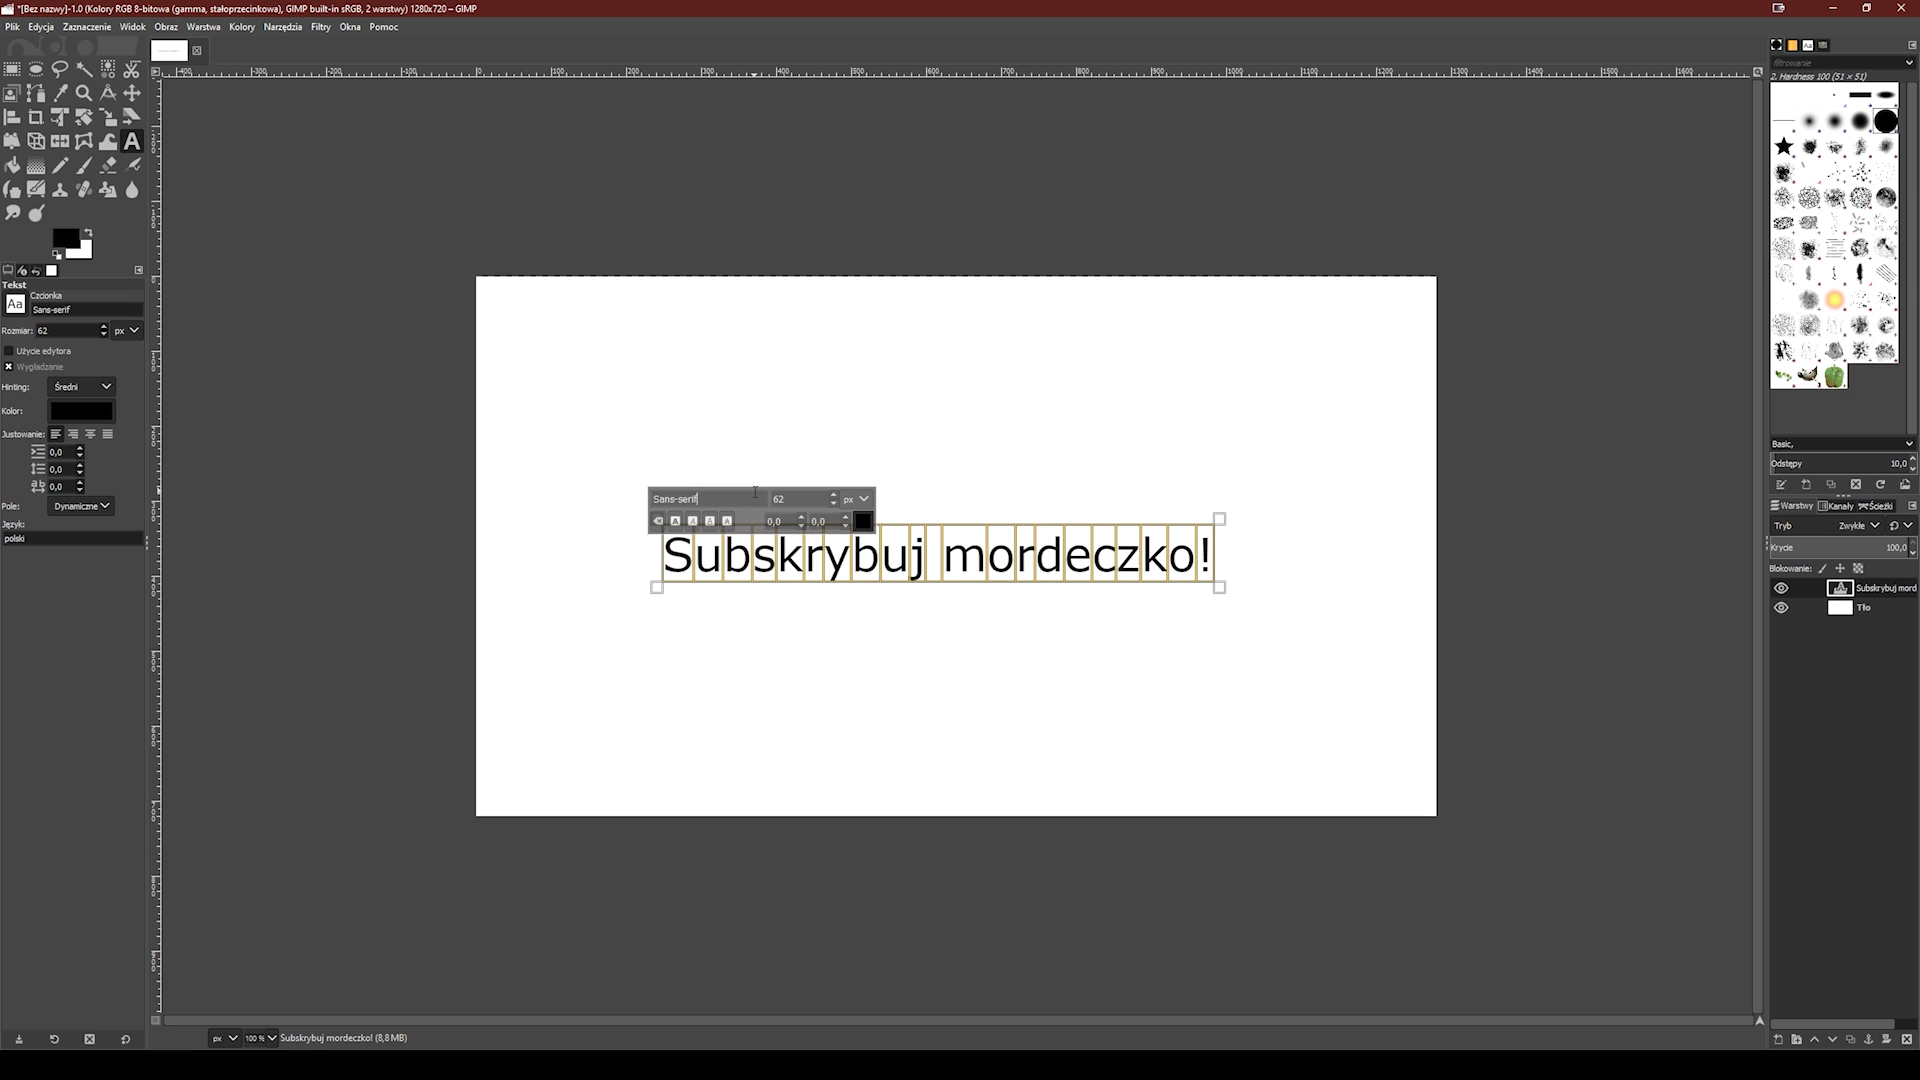 *[Bez nazwy]-1.0 (Kolory RGB 8-bitowa (gamma, stałoprzecinkowa), GIMP built-in sRGB, 2 warstwy) 1280x720 – GIMP
Plik Edycja Zaznaczenie Widok Obraz Warstwa Kolory Narzędzia Filtry Okna Pomoc
filtrowanie
2. Hardness 100 (51 × 51)
Tekst
Czcionka
Aa Sans-serif
Rozmiar: 62 px
Użycie edytora
Wygładzanie
Hinting: Średni
Kolor:
Justowanie:
0,0
0,0
0,0
Pole: Dynamiczne
Język:
polski
Sans-serif 62 px
0,0 0,0
Subskrybuj mordeczko!
Basic,
Odstępy 10,0
Warstwy Kanały Ścieżki
Tryb Zwykłe
Krycie 100,0
Blokowanie:
Subskrybuj mord
Tło
px 100 % Subskrybuj mordeczko! (8,8 MB)